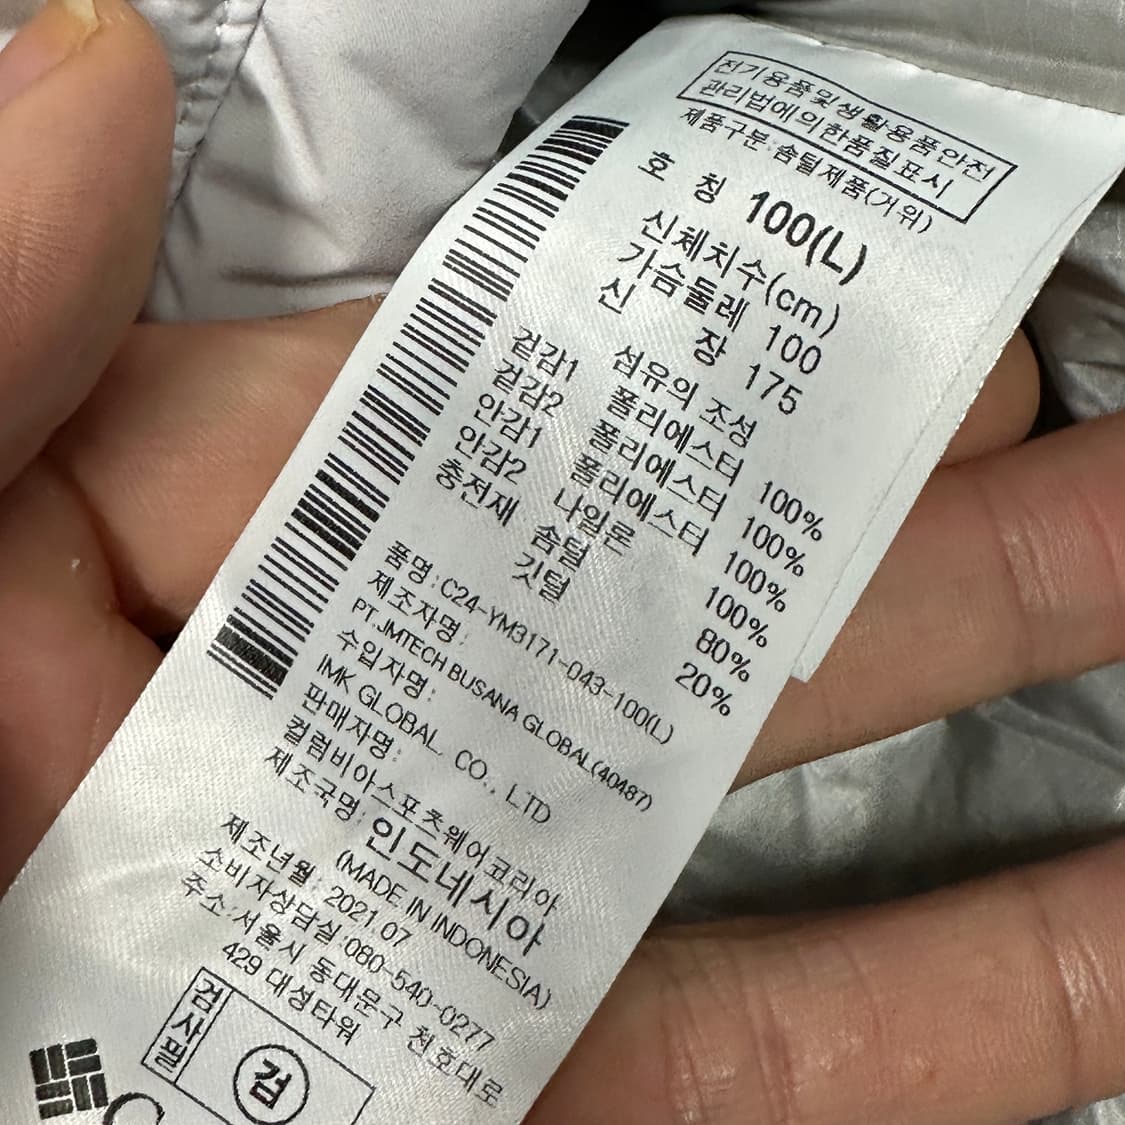 전기용품및생활용품안전
관리법에의한품질표시
제품구분:솜털제품(거위)
호 칭 100(L)
신체치수(cm)
가슴둘레 100
신 장 175
섬유의 조성
겉감1 폴리에스터 100%
겉감2 폴리에스터 100%
안감1 폴리에스터 100%
안감2 나일론 100%
충전재 솜털 80%
깃털 20%
품명:C24-YM3171-043-100(L)
제조자명:
PT.JMTECH BUSANA GLOBAL(40487)
수입자명:
IMK GLOBAL. CO., LTD
판매자명:
컬럼비아스포츠웨어코리아
제조국명:인도네시아
(MADE IN INDONESIA)
제조년월: 2021.07
소비자상담실:080-540-0277
주소:서울시 동대문구 천호대로
429 대성타워
검사필
검